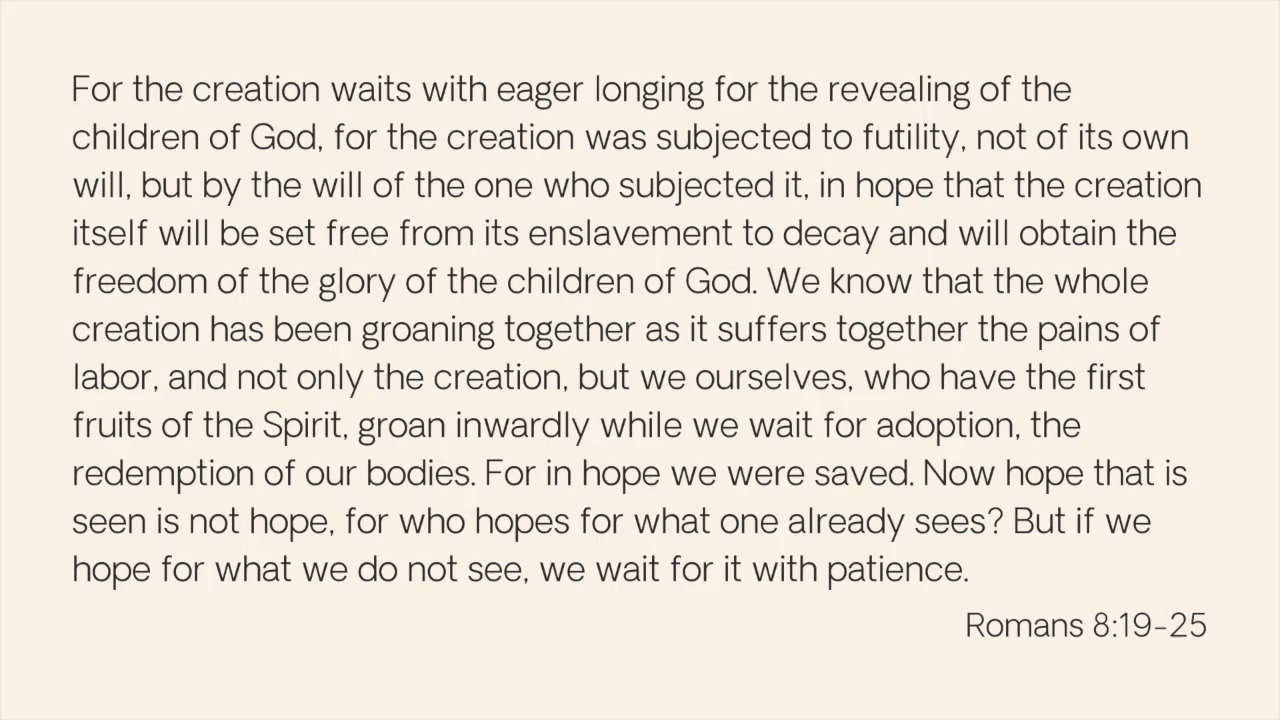 For the creation waits with eager longing for the revealing of the
children of God, for the creation was subjected to futility, not of its own
will, but by the will of the one who subjected it, in hope that the creation
itself will be set free from its enslavement to decay and will obtain the
freedom of the glory of the children of God. We know that the whole
creation has been groaning together as it suffers together the pains of
labor, and not only the creation, but we ourselves, who have the first
fruits of the Spirit, groan inwardly while we wait for adoption, the
redemption of our bodies. For in hope we were saved. Now hope that is
seen is not hope, for who hopes for what one already sees? But if we
hope for what we do not see, we wait for it with patience.
Romans 8:19-25